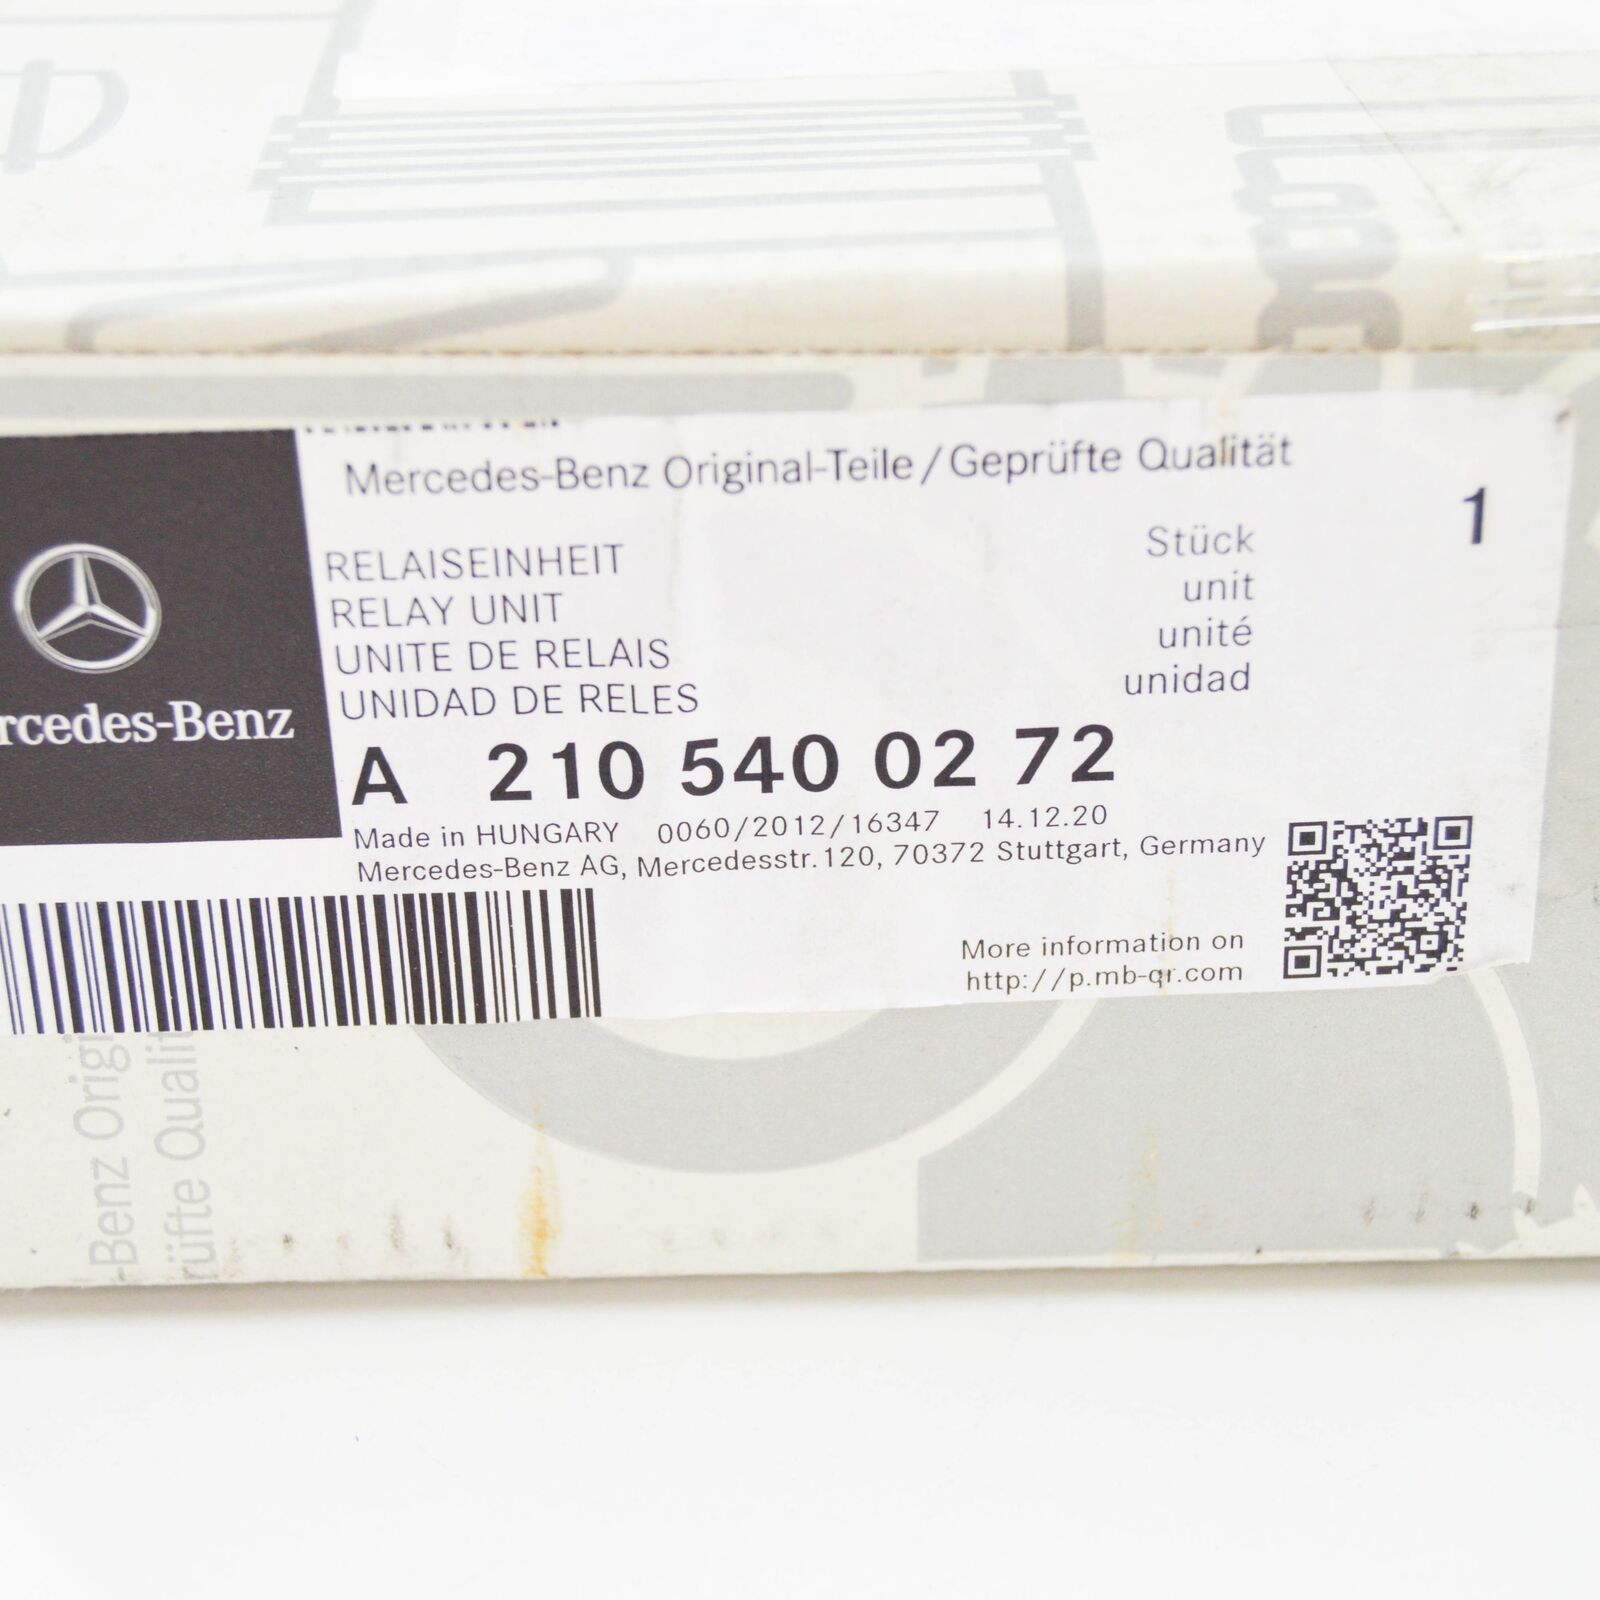 Mercedes-Benz Original-Teile/Geprüfte Qualität
RELAISEINHEIT
RELAY UNIT
UNITE DE RELAIS
UNIDAD DE RELES
Stück 1
unit
unité
unidad
rcedes-Benz
A 210 540 02 72
Made in HUNGARY 0060/2012/16347 14.12.20
Mercedes-Benz AG, Mercedesstr.120, 70372 Stuttgart, Germany
More information on
http://p.mb-qr.com
-Benz Origi
rüfte Qualit